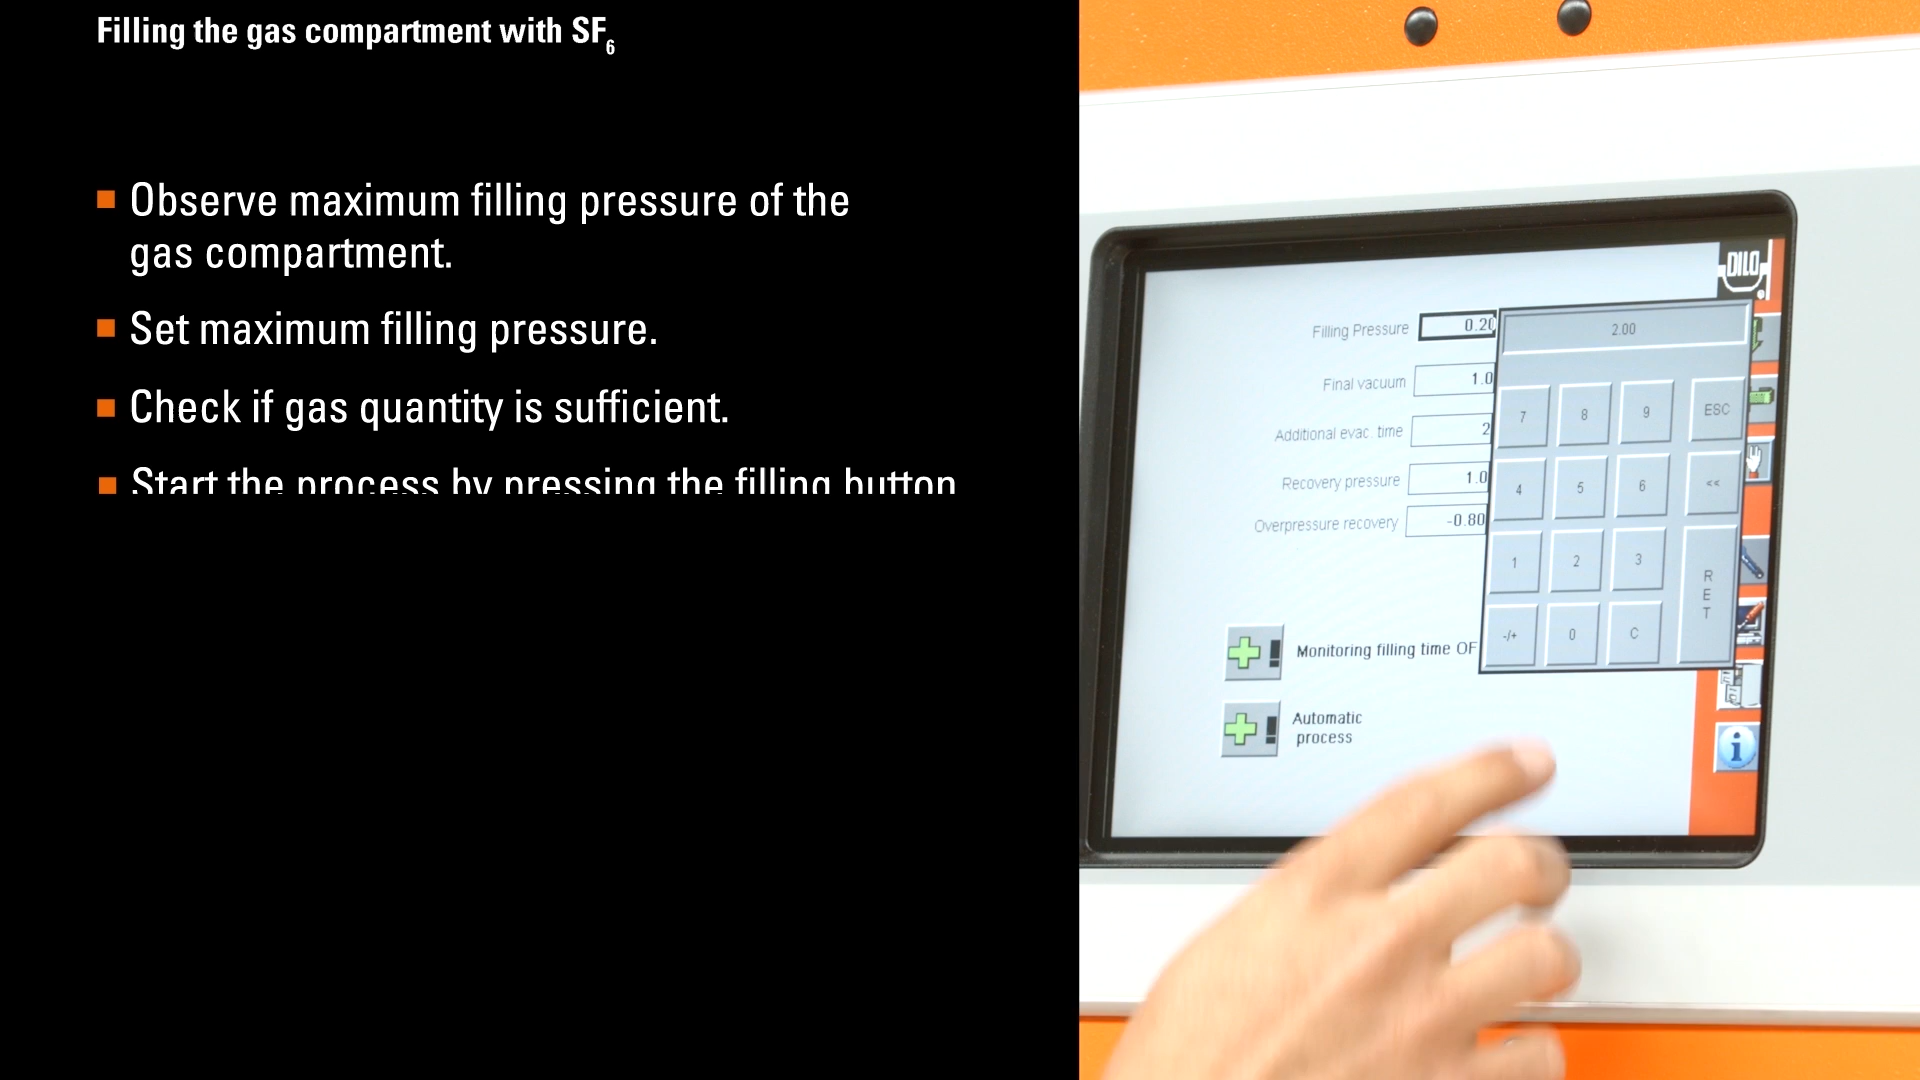 Filling the gas compartment with SF₆
Observe maximum filling pressure of the
gas compartment.
Set maximum filling pressure.
Check if gas quantity is sufficient.
Start the process by pressing the filling button
DILO
Filling Pressure 0.20
2.00
Final vacuum 1.0
7 8 9 ESC
Additional evac. time 2
Recovery pressure 1.0
4 5 6 <<
Overpressure recovery -0.80
1 2 3 RET
-/+ 0 C
Monitoring filling time OF
Automatic
process
i